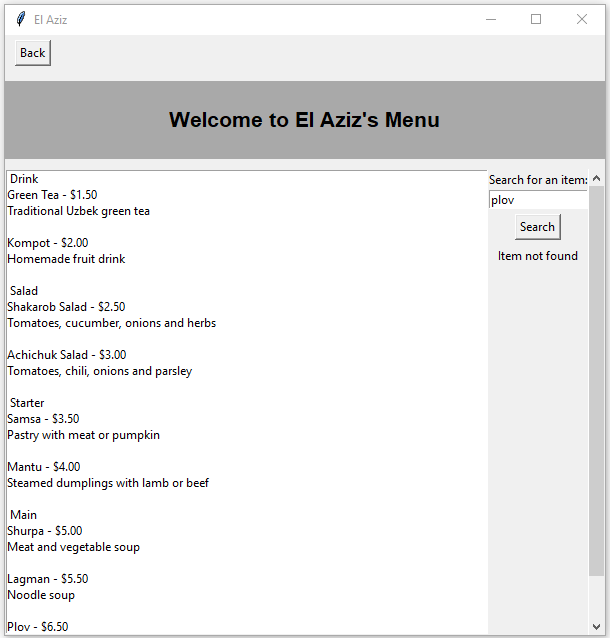 El Aziz
Back
Welcome to El Aziz's Menu
Drink
Green Tea - $1.50
Traditional Uzbek green tea
Kompot - $2.00
Homemade fruit drink
Salad
Shakarob Salad - $2.50
Tomatoes, cucumber, onions and herbs
Achichuk Salad - $3.00
Tomatoes, chili, onions and parsley
Starter
Samsa - $3.50
Pastry with meat or pumpkin
Mantu - $4.00
Steamed dumplings with lamb or beef
Main
Shurpa - $5.00
Meat and vegetable soup
Lagman - $5.50
Noodle soup
Plov - $6.50
Search for an item:
plov
Search
Item not found